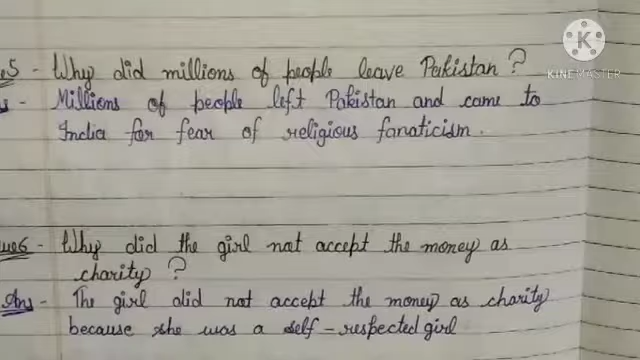 5 - Why did millions of people leave Pakistan?
- Millions of people left Pakistan and came to
India for fear of religious fanaticism.
6 - Why did the girl not accept the money as
charity?
Ans - The girl did not accept the money as charity
because she was a self-respected girl
K
KINEMASTER